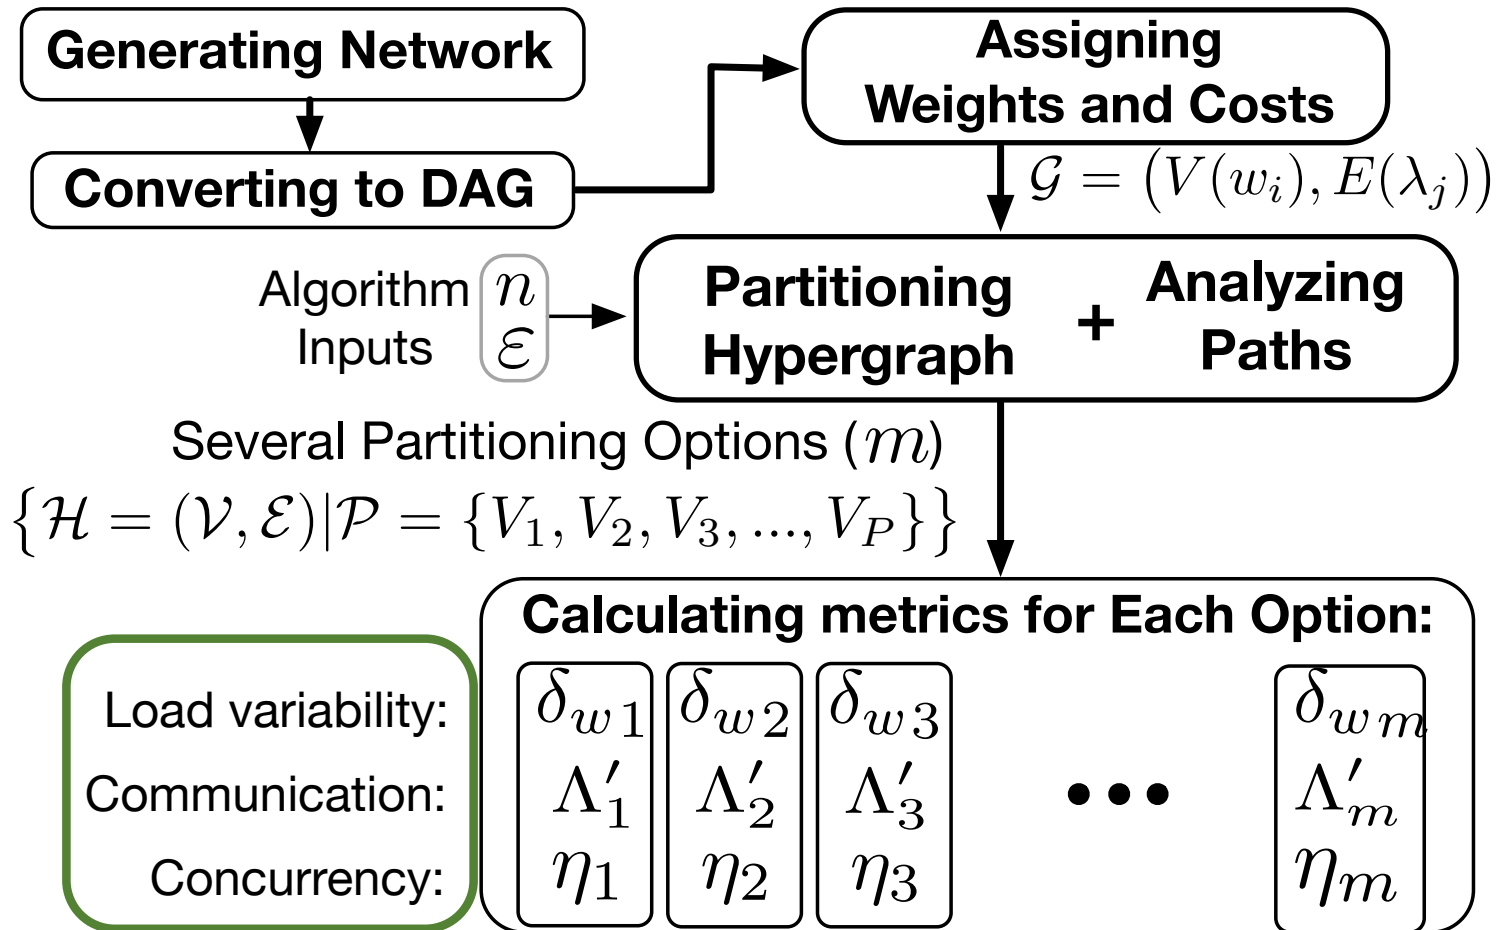 Generating Network
Converting to DAG
Assigning
Weights and Costs
𝒢 = (V(wᵢ), E(λⱼ))
Algorithm
Inputs
n
ℰ
Partitioning
Hypergraph
+
Analyzing
Paths
Several Partitioning Options (m)
{ℋ = (𝒱, ℰ)|𝒫 = {V₁, V₂, V₃, ..., V_P}}
Calculating metrics for Each Option:
Load variability: δ_w1 δ_w2 δ_w3 δ_wm
Communication: Λ′₁ Λ′₂ Λ′₃ ••• Λ′ₘ
Concurrency: η₁ η₂ η₃ ηₘ